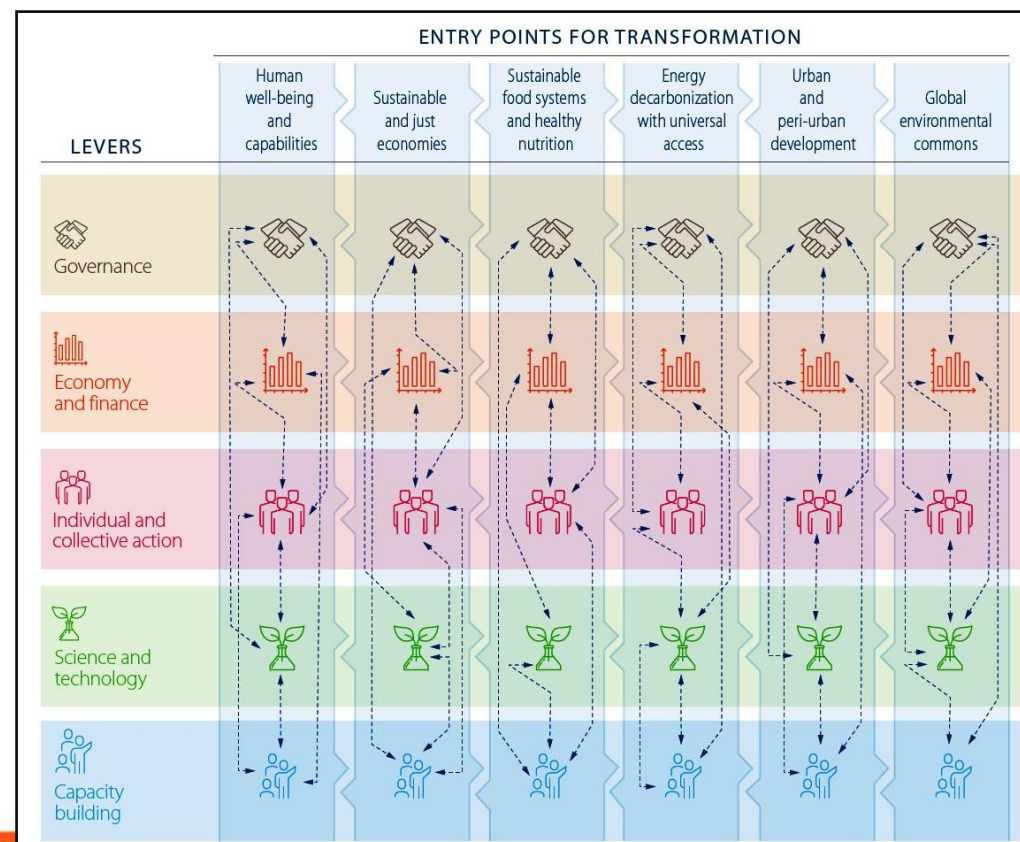 ENTRY POINTS FOR TRANSFORMATION
LEVERS
Human
well-being
and
capabilities
Sustainable
and just
economies
Sustainable
food systems
and healthy
nutrition
Energy
decarbonization
with universal
access
Urban
and
peri-urban
development
Global
environmental
commons
Governance
Economy
and finance
Individual and
collective action
Science and
technology
Capacity
building